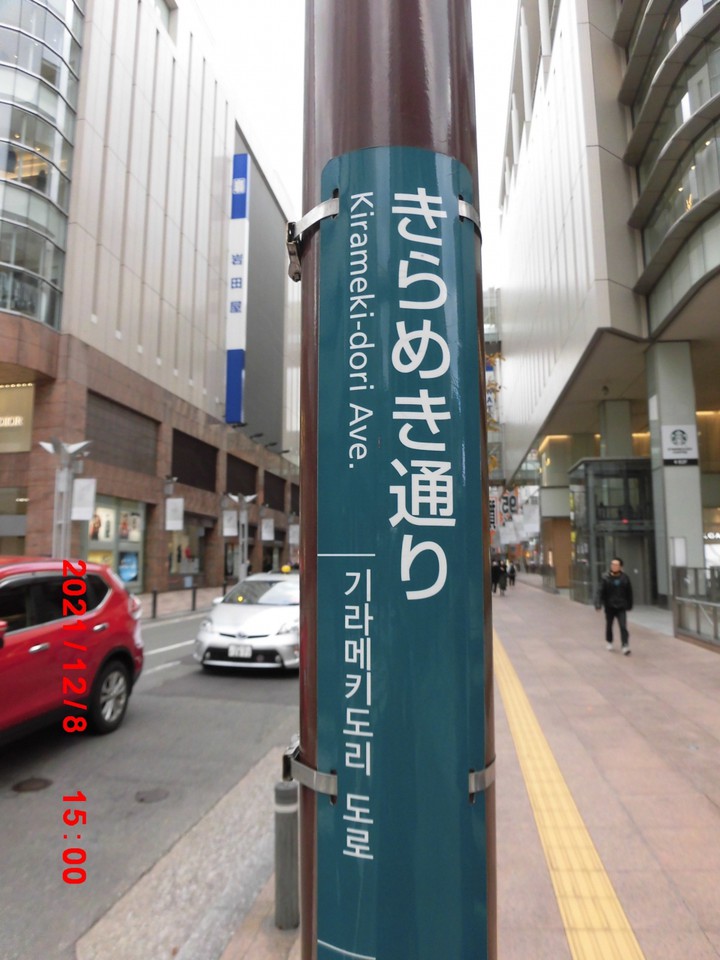 きらめき通り
Kirameki-dori Ave.
기라메키도리 도로
岩田屋
2021/12/8 15:00